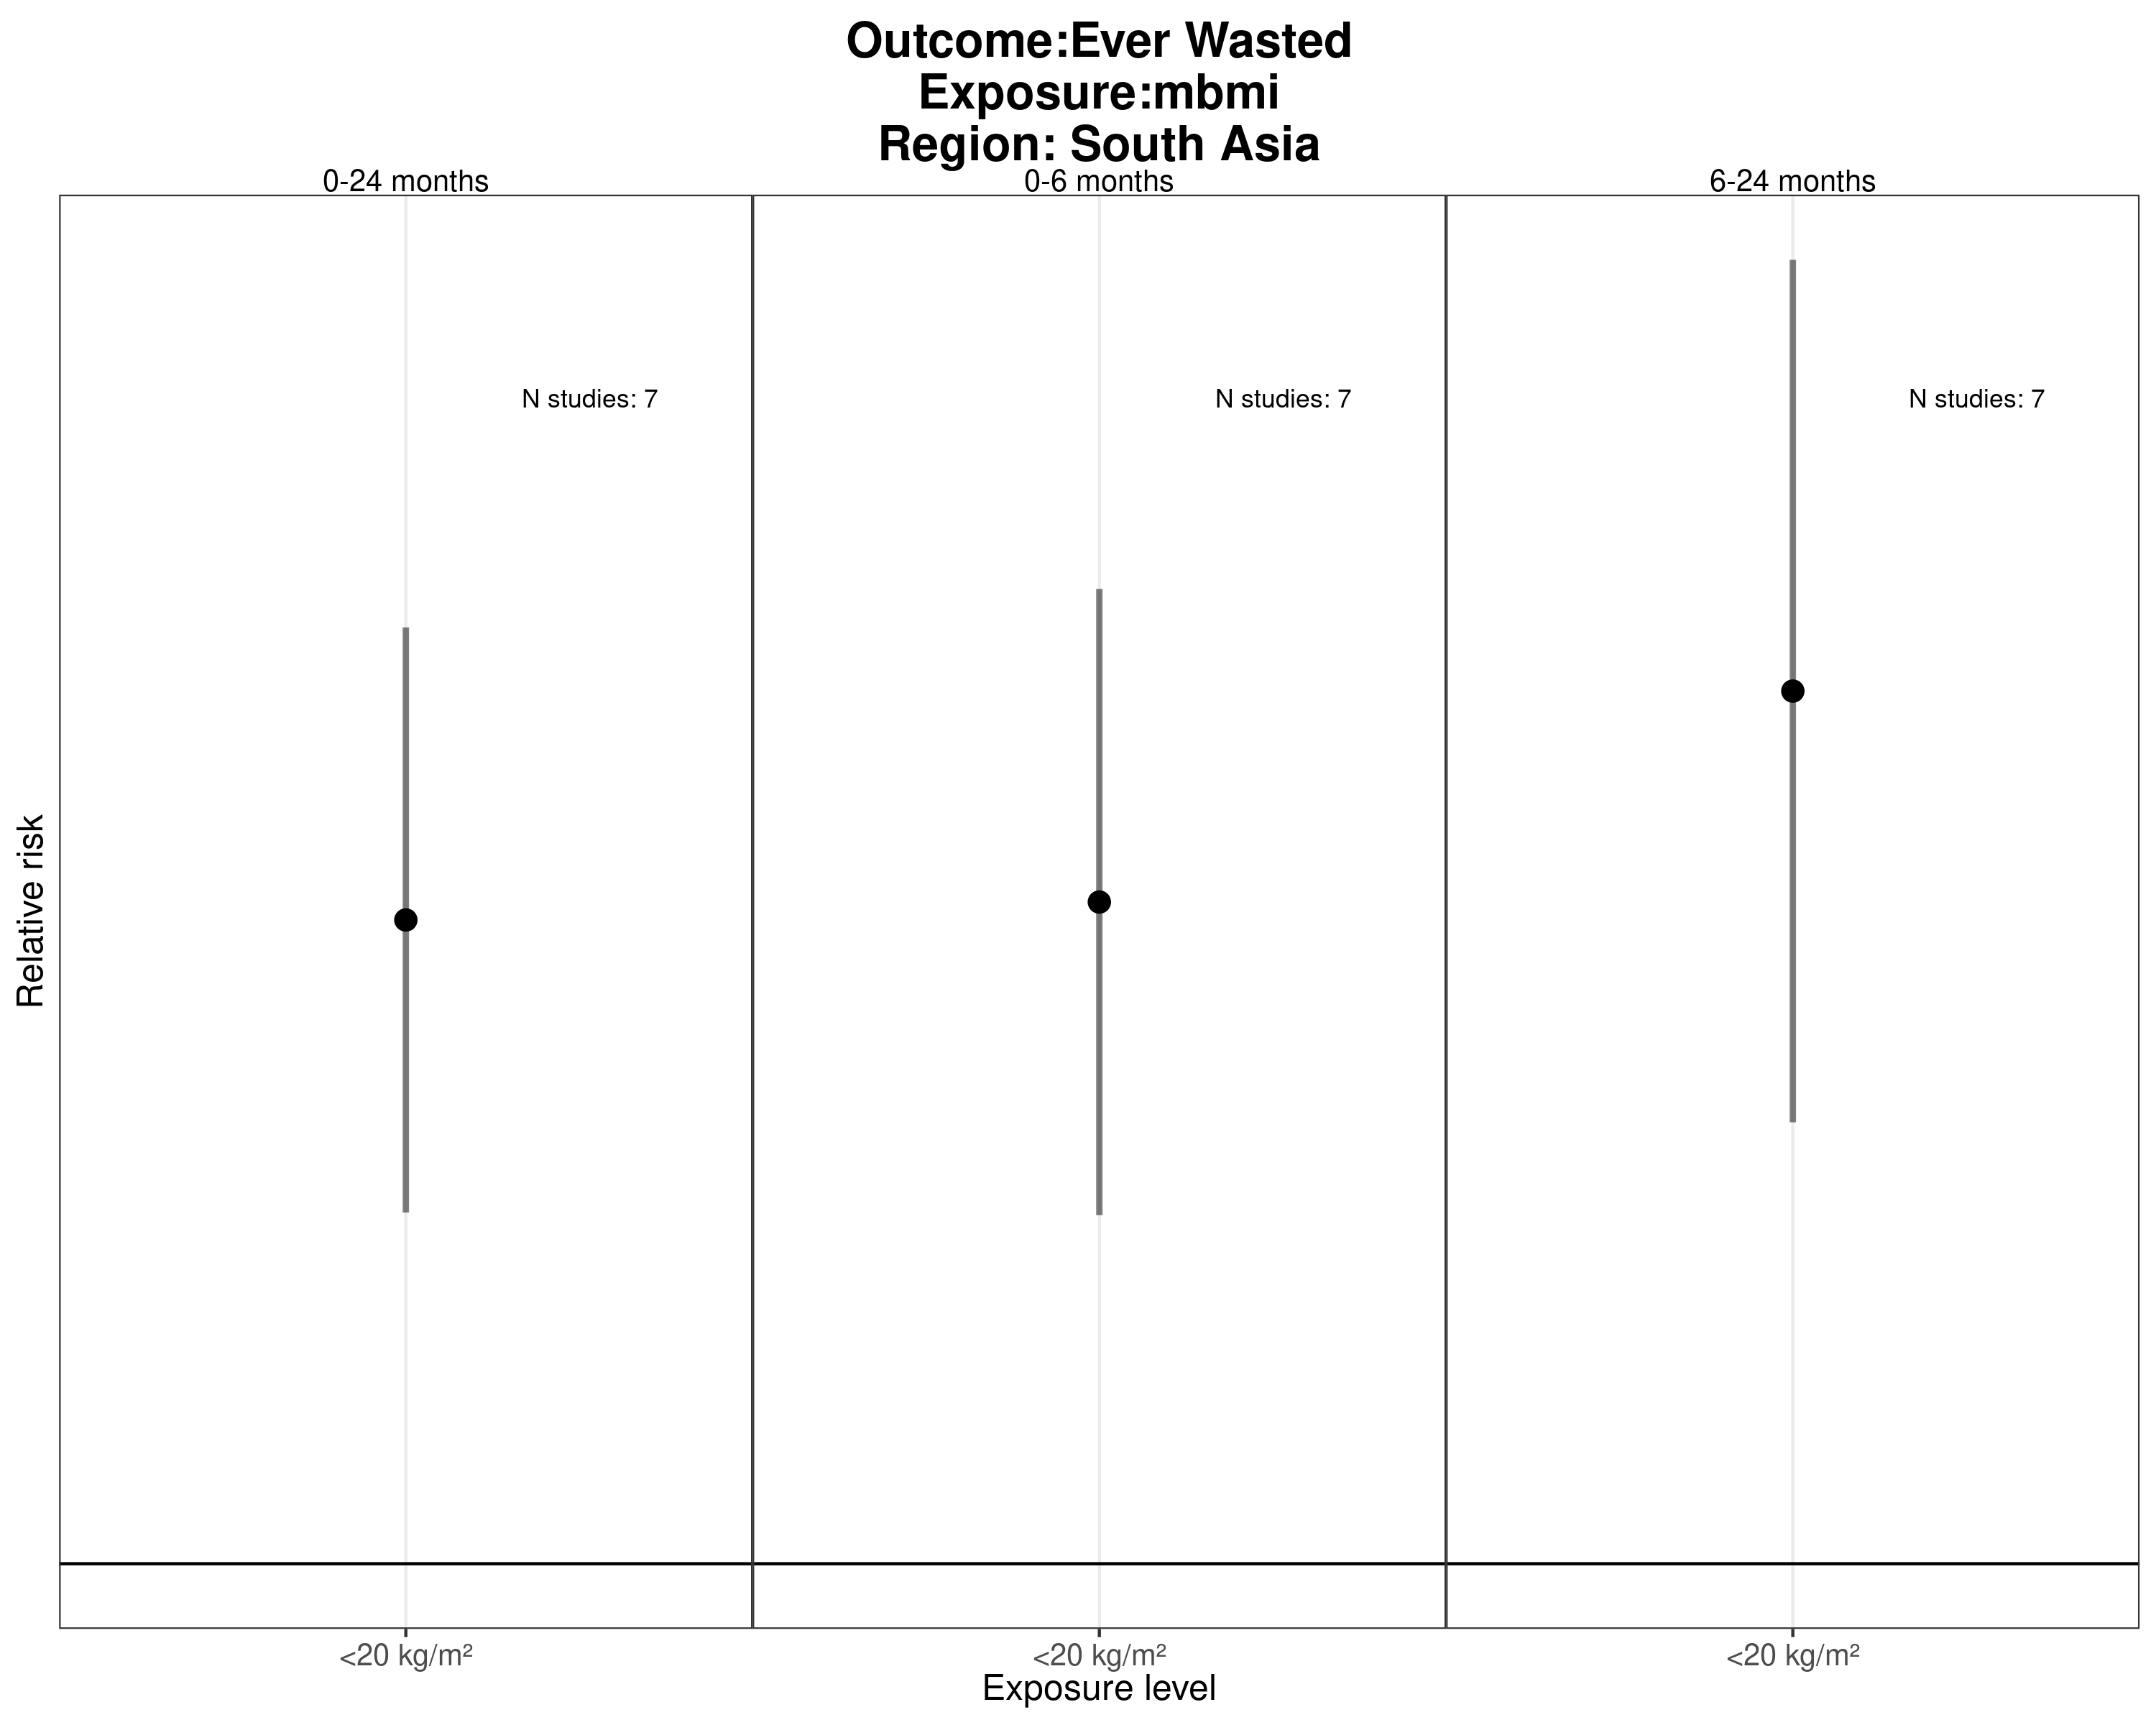 Outcome:Ever Wasted
Exposure:mbmi
Region: South Asia
0-24 months
0-6 months
6-24 months
N studies: 7
N studies: 7
N studies: 7
Relative risk
<20 kg/m²
<20 kg/m²
<20 kg/m²
Exposure level